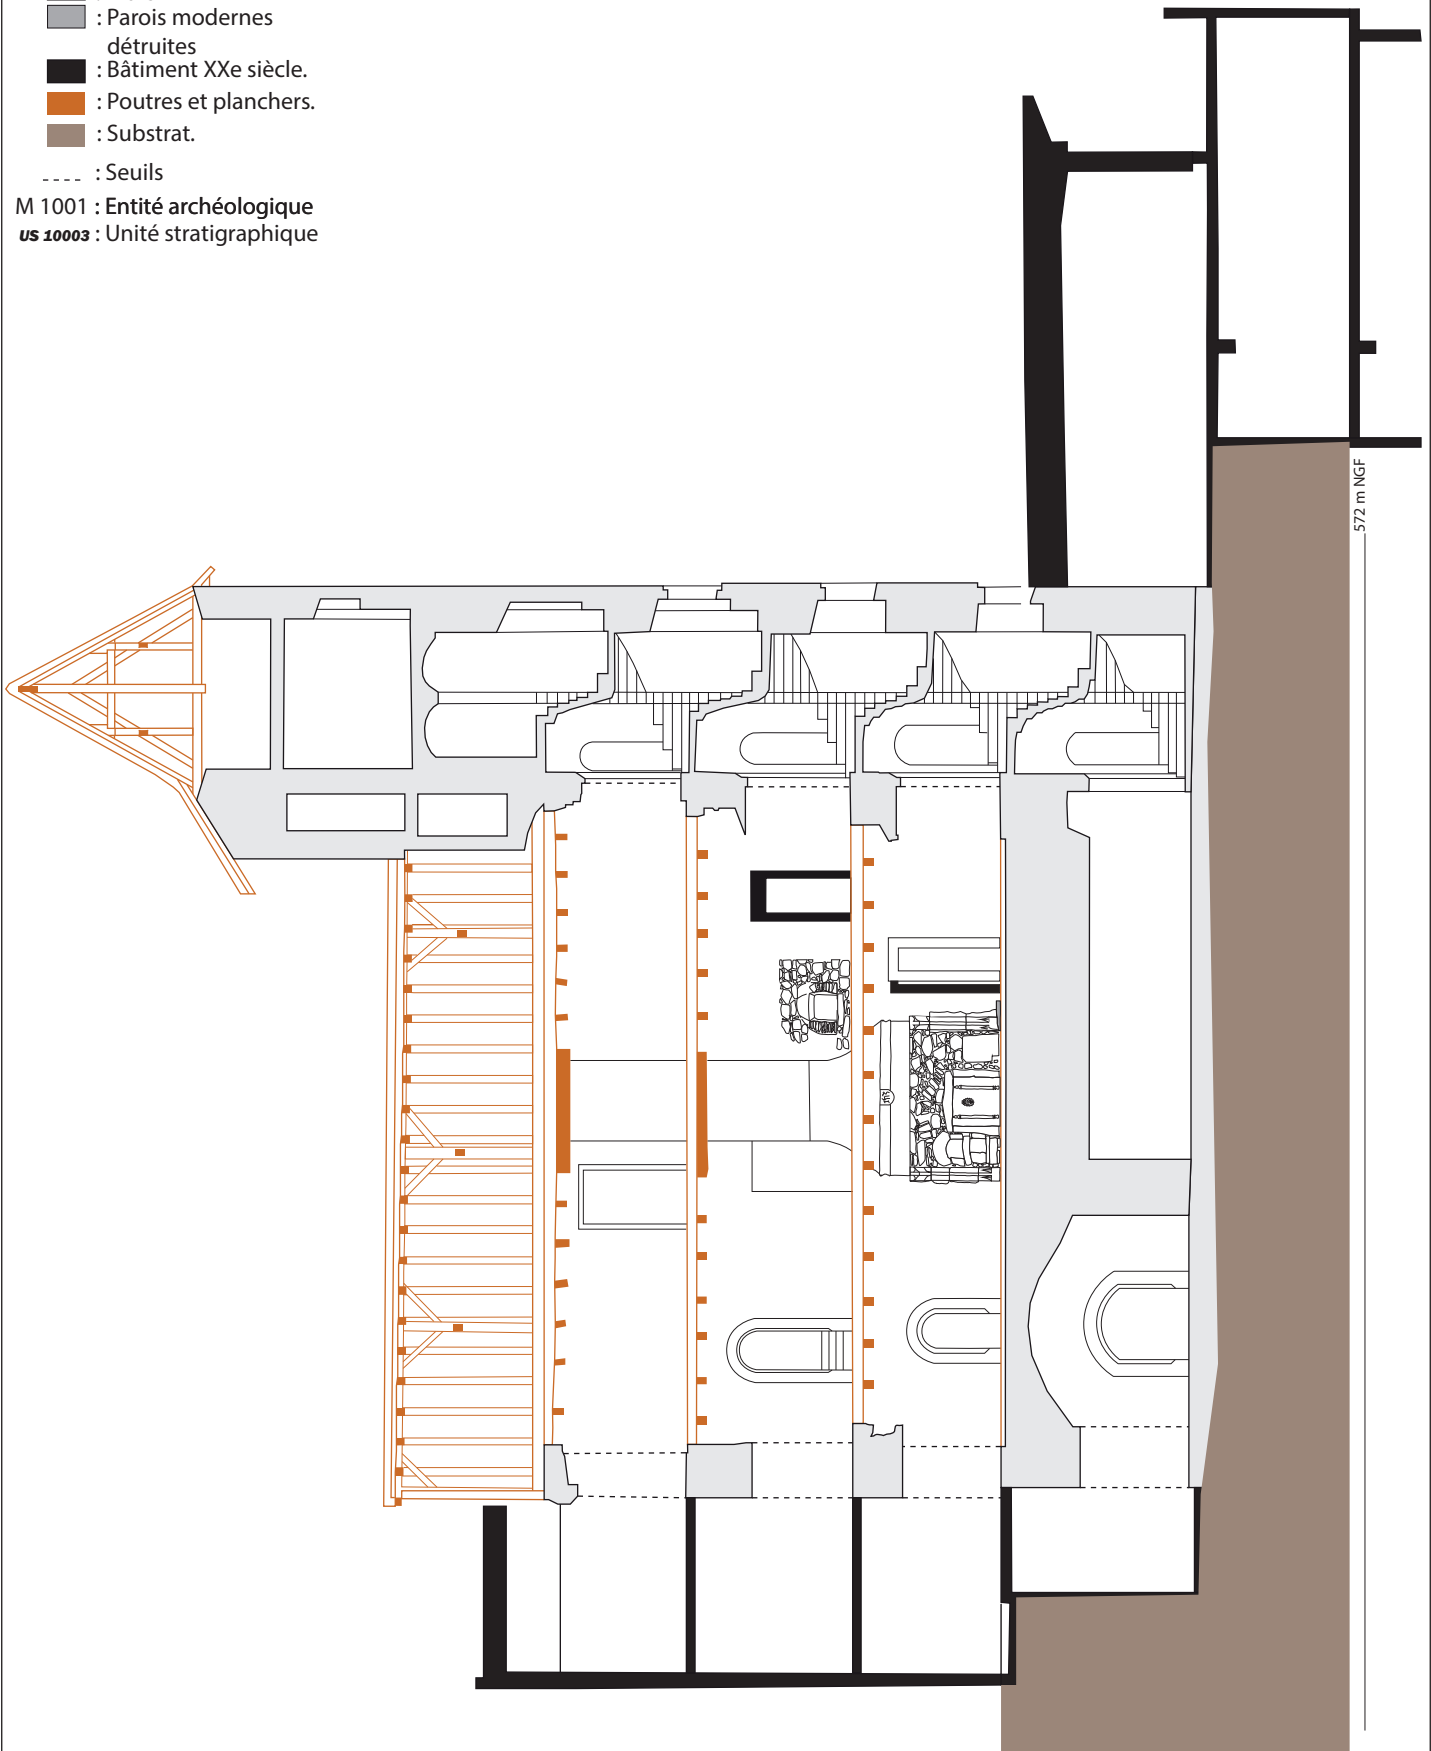 : Parois modernes
détruites
: Bâtiment XXe siècle.
: Poutres et planchers.
: Substrat.
---- : Seuils
M 1001 : Entité archéologique
US 10003 : Unité stratigraphique
572 m NGF